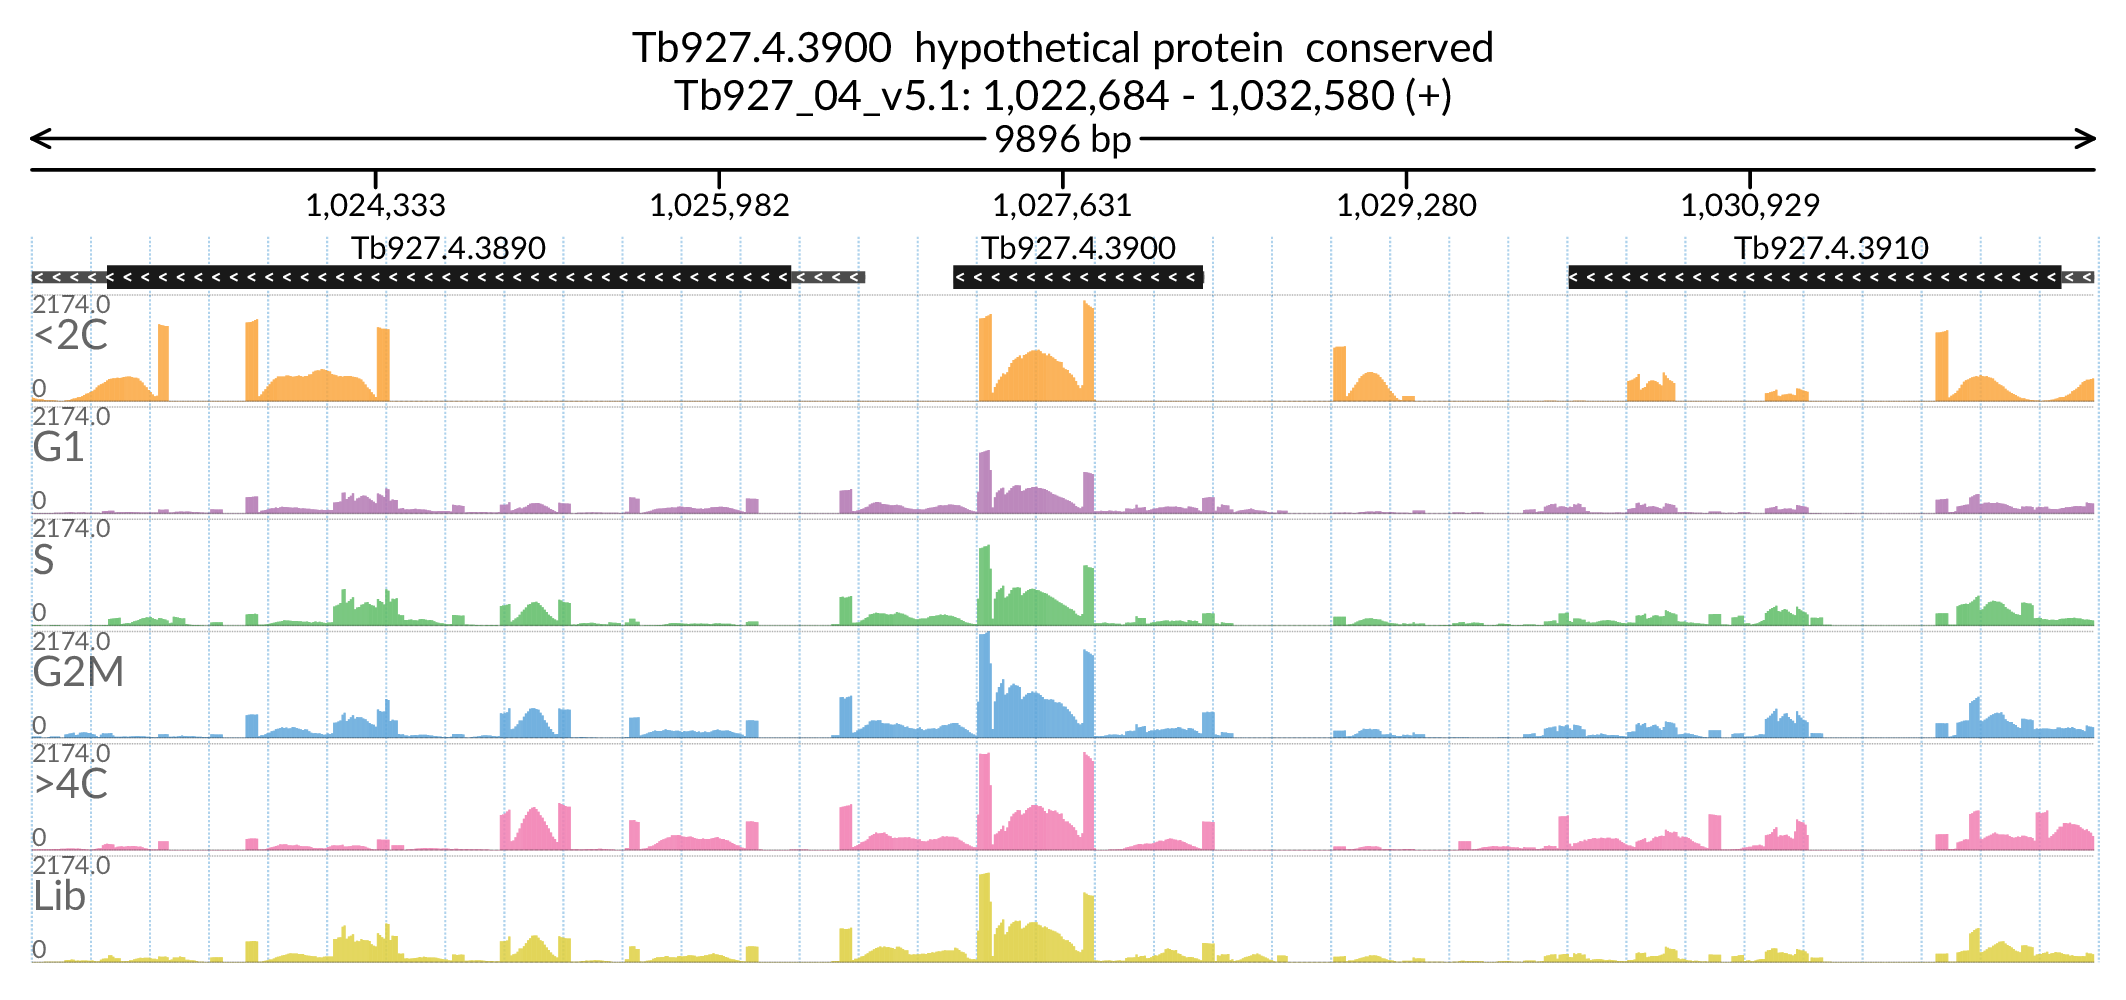 Tb927.4.3900 hypothetical protein conserved
Tb927_04_v5.1: 1,022,684 - 1,032,580 (+)
9896 bp
1,024,333 1,025,982 1,027,631 1,029,280 1,030,929
Tb927.4.3890 Tb927.4.3900 Tb927.4.3910
2174.0
<2C
0
2174.0
G1
0
2174.0
S
0
2174.0
G2M
0
2174.0
>4C
0
2174.0
Lib
0